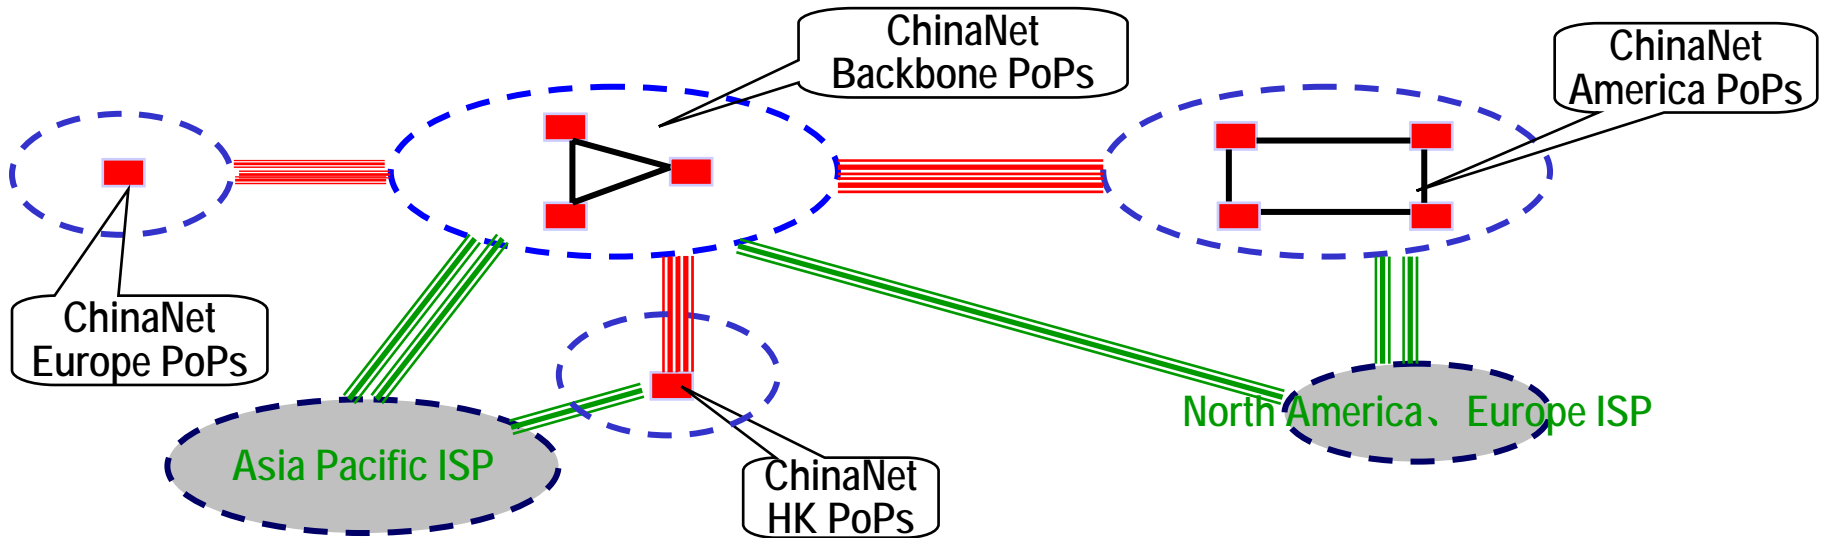 ChinaNet
Backbone PoPs
ChinaNet
America PoPs
ChinaNet
Europe PoPs
North America、Europe ISP
Asia Pacific ISP
ChinaNet
HK PoPs